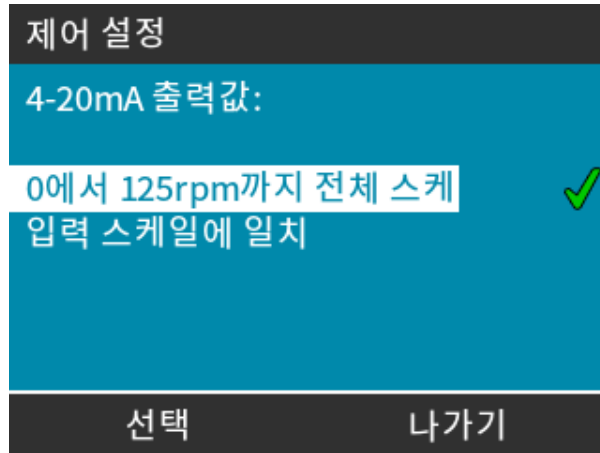 제어 설정
4-20mA 출력값:
0에서 125rpm까지 전체 스케
입력 스케일에 일치
선택 나가기